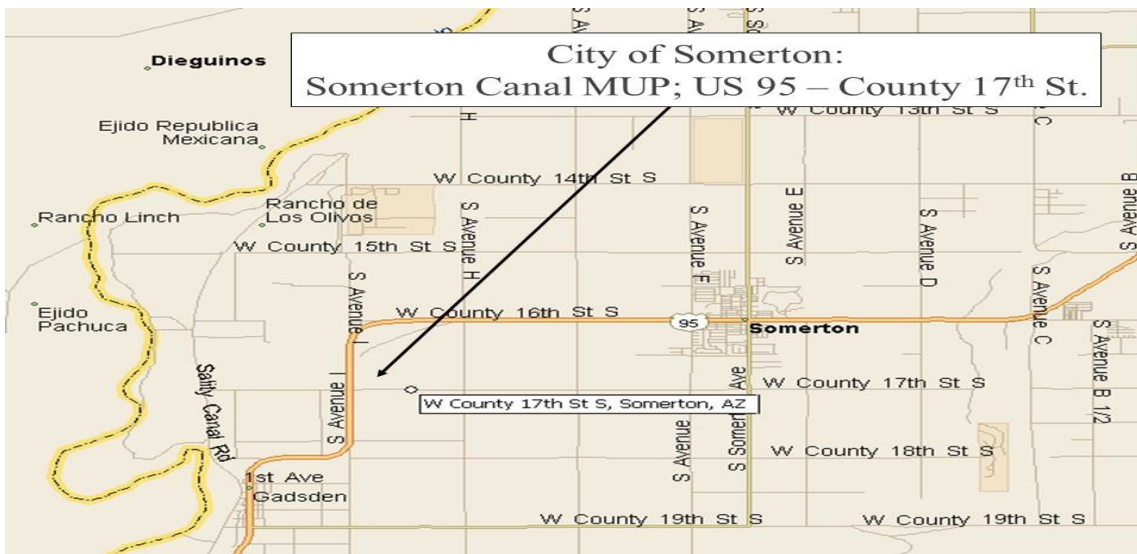 Dieguinos
City of Somerton:
Somerton Canal MUP; US 95 – County 17th St.
Ejido Republica
Mexicana
H
W County 13th St S
C
W County 14th St S
Rancho Linch
Rancho de
Los Olivos
S Avenue H
S Avenue F
S Avenue E
S Avenue D
S Avenue B
W County 15th St S
S Avenue I
S Avenue C
Ejido
Pachuca
W County 16th St S
95
Somerton
S Avenue B 1/2
Sality Canal Rd
S Avenue I
W County 17th St S, Somerton, AZ
S Avenue
S Somerton Ave
W County 17th St S
W County 18th St S
1st Ave
Gadsden
W County 19th St S
W County 19th St S